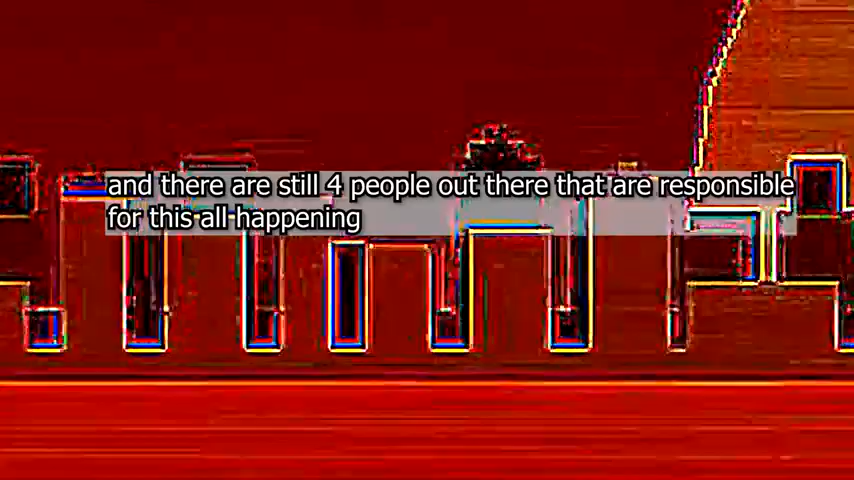 and there are still 4 people out there that are responsible
for this all happening